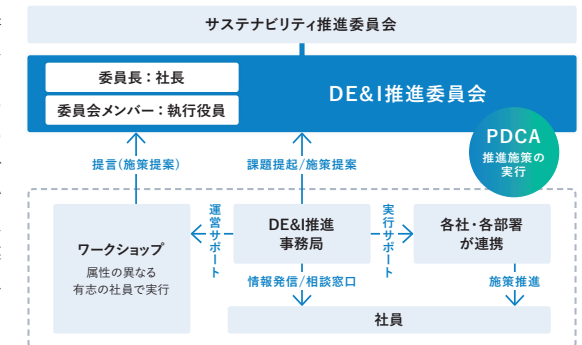 サステナビリティ推進委員会
委員長：社長
委員会メンバー：執行役員
DE&I推進委員会
PDCA
推進施策の
実行
提言(施策提案)
課題提起/施策提案
ワークショップ
属性の異なる
有志の社員で実行
運営サポート
DE&I推進
事務局
実行サポート
各社・各部署
が連携
情報発信/相談窓口
施策推進
社員